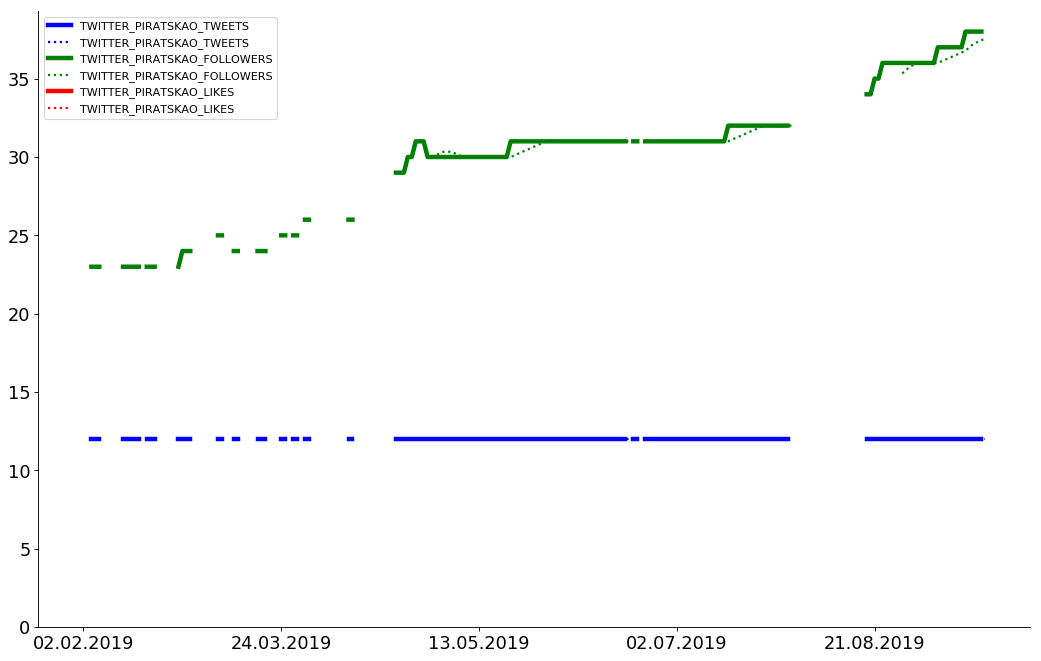 TWITTER_PIRATSKAO_TWEETS
TWITTER_PIRATSKAO_TWEETS
TWITTER_PIRATSKAO_FOLLOWERS
TWITTER_PIRATSKAO_FOLLOWERS
TWITTER_PIRATSKAO_LIKES
TWITTER_PIRATSKAO_LIKES
35
30
25
20
15
10
5
0
02.02.2019 24.03.2019 13.05.2019 02.07.2019 21.08.2019